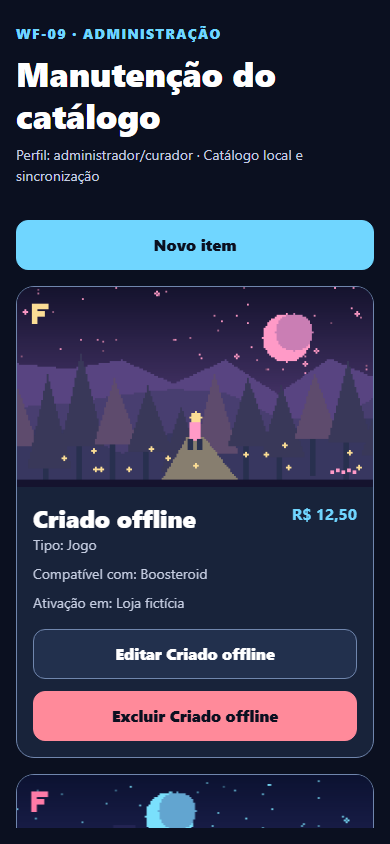 WF-09 · ADMINISTRAÇÃO
Manutenção do
catálogo
Perfil: administrador/curador · Catálogo local e
sincronização
Novo item
F
Criado offline
R$ 12,50
Tipo: Jogo
Compatível com: Boosteroid
Ativação em: Loja fictícia
Editar Criado offline
Excluir Criado offline
F